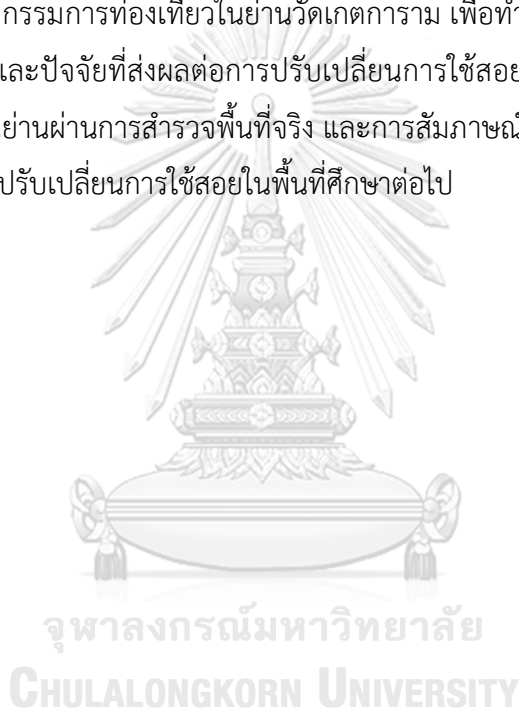 กรรมการท่องเที่ยวในย่านวัดเกตการาม เพื่อทำ
และปัจจัยที่ส่งผลต่อการปรับเปลี่ยนการใช้สอย
ย่านผ่านการสำรวจพื้นที่จริง และการสัมภาษณ์
ปรับเปลี่ยนการใช้สอยในพื้นที่ศึกษาต่อไป
จุฬาลงกรณ์มหาวิทยาลัย
CHULALONGKORN UNIVERSITY